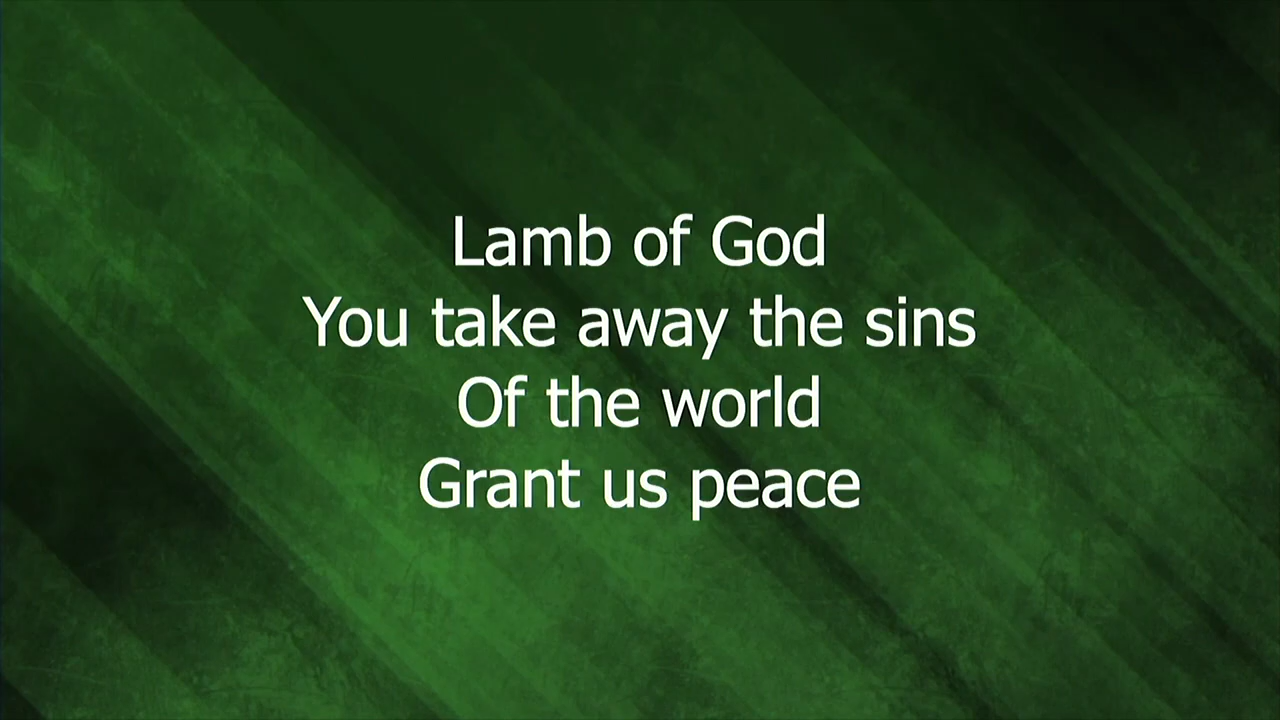 Lamb of God
You take away the sins
Of the world
Grant us peace